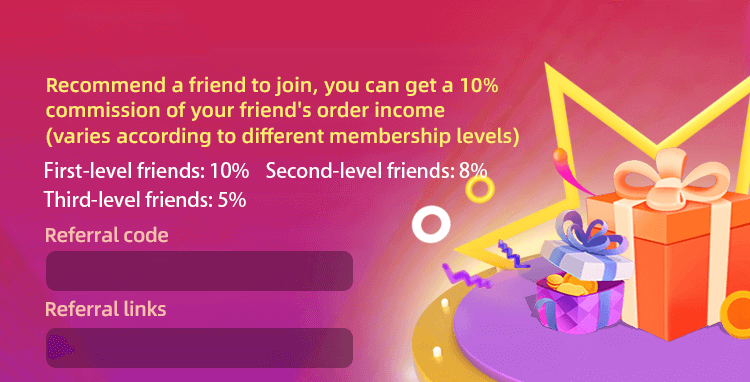 Recommend a friend to join, you can get a 10%
commission of your friend's order income
(varies according to different membership levels)
First-level friends: 10% Second-level friends: 8%
Third-level friends: 5%
Referral code
Referral links